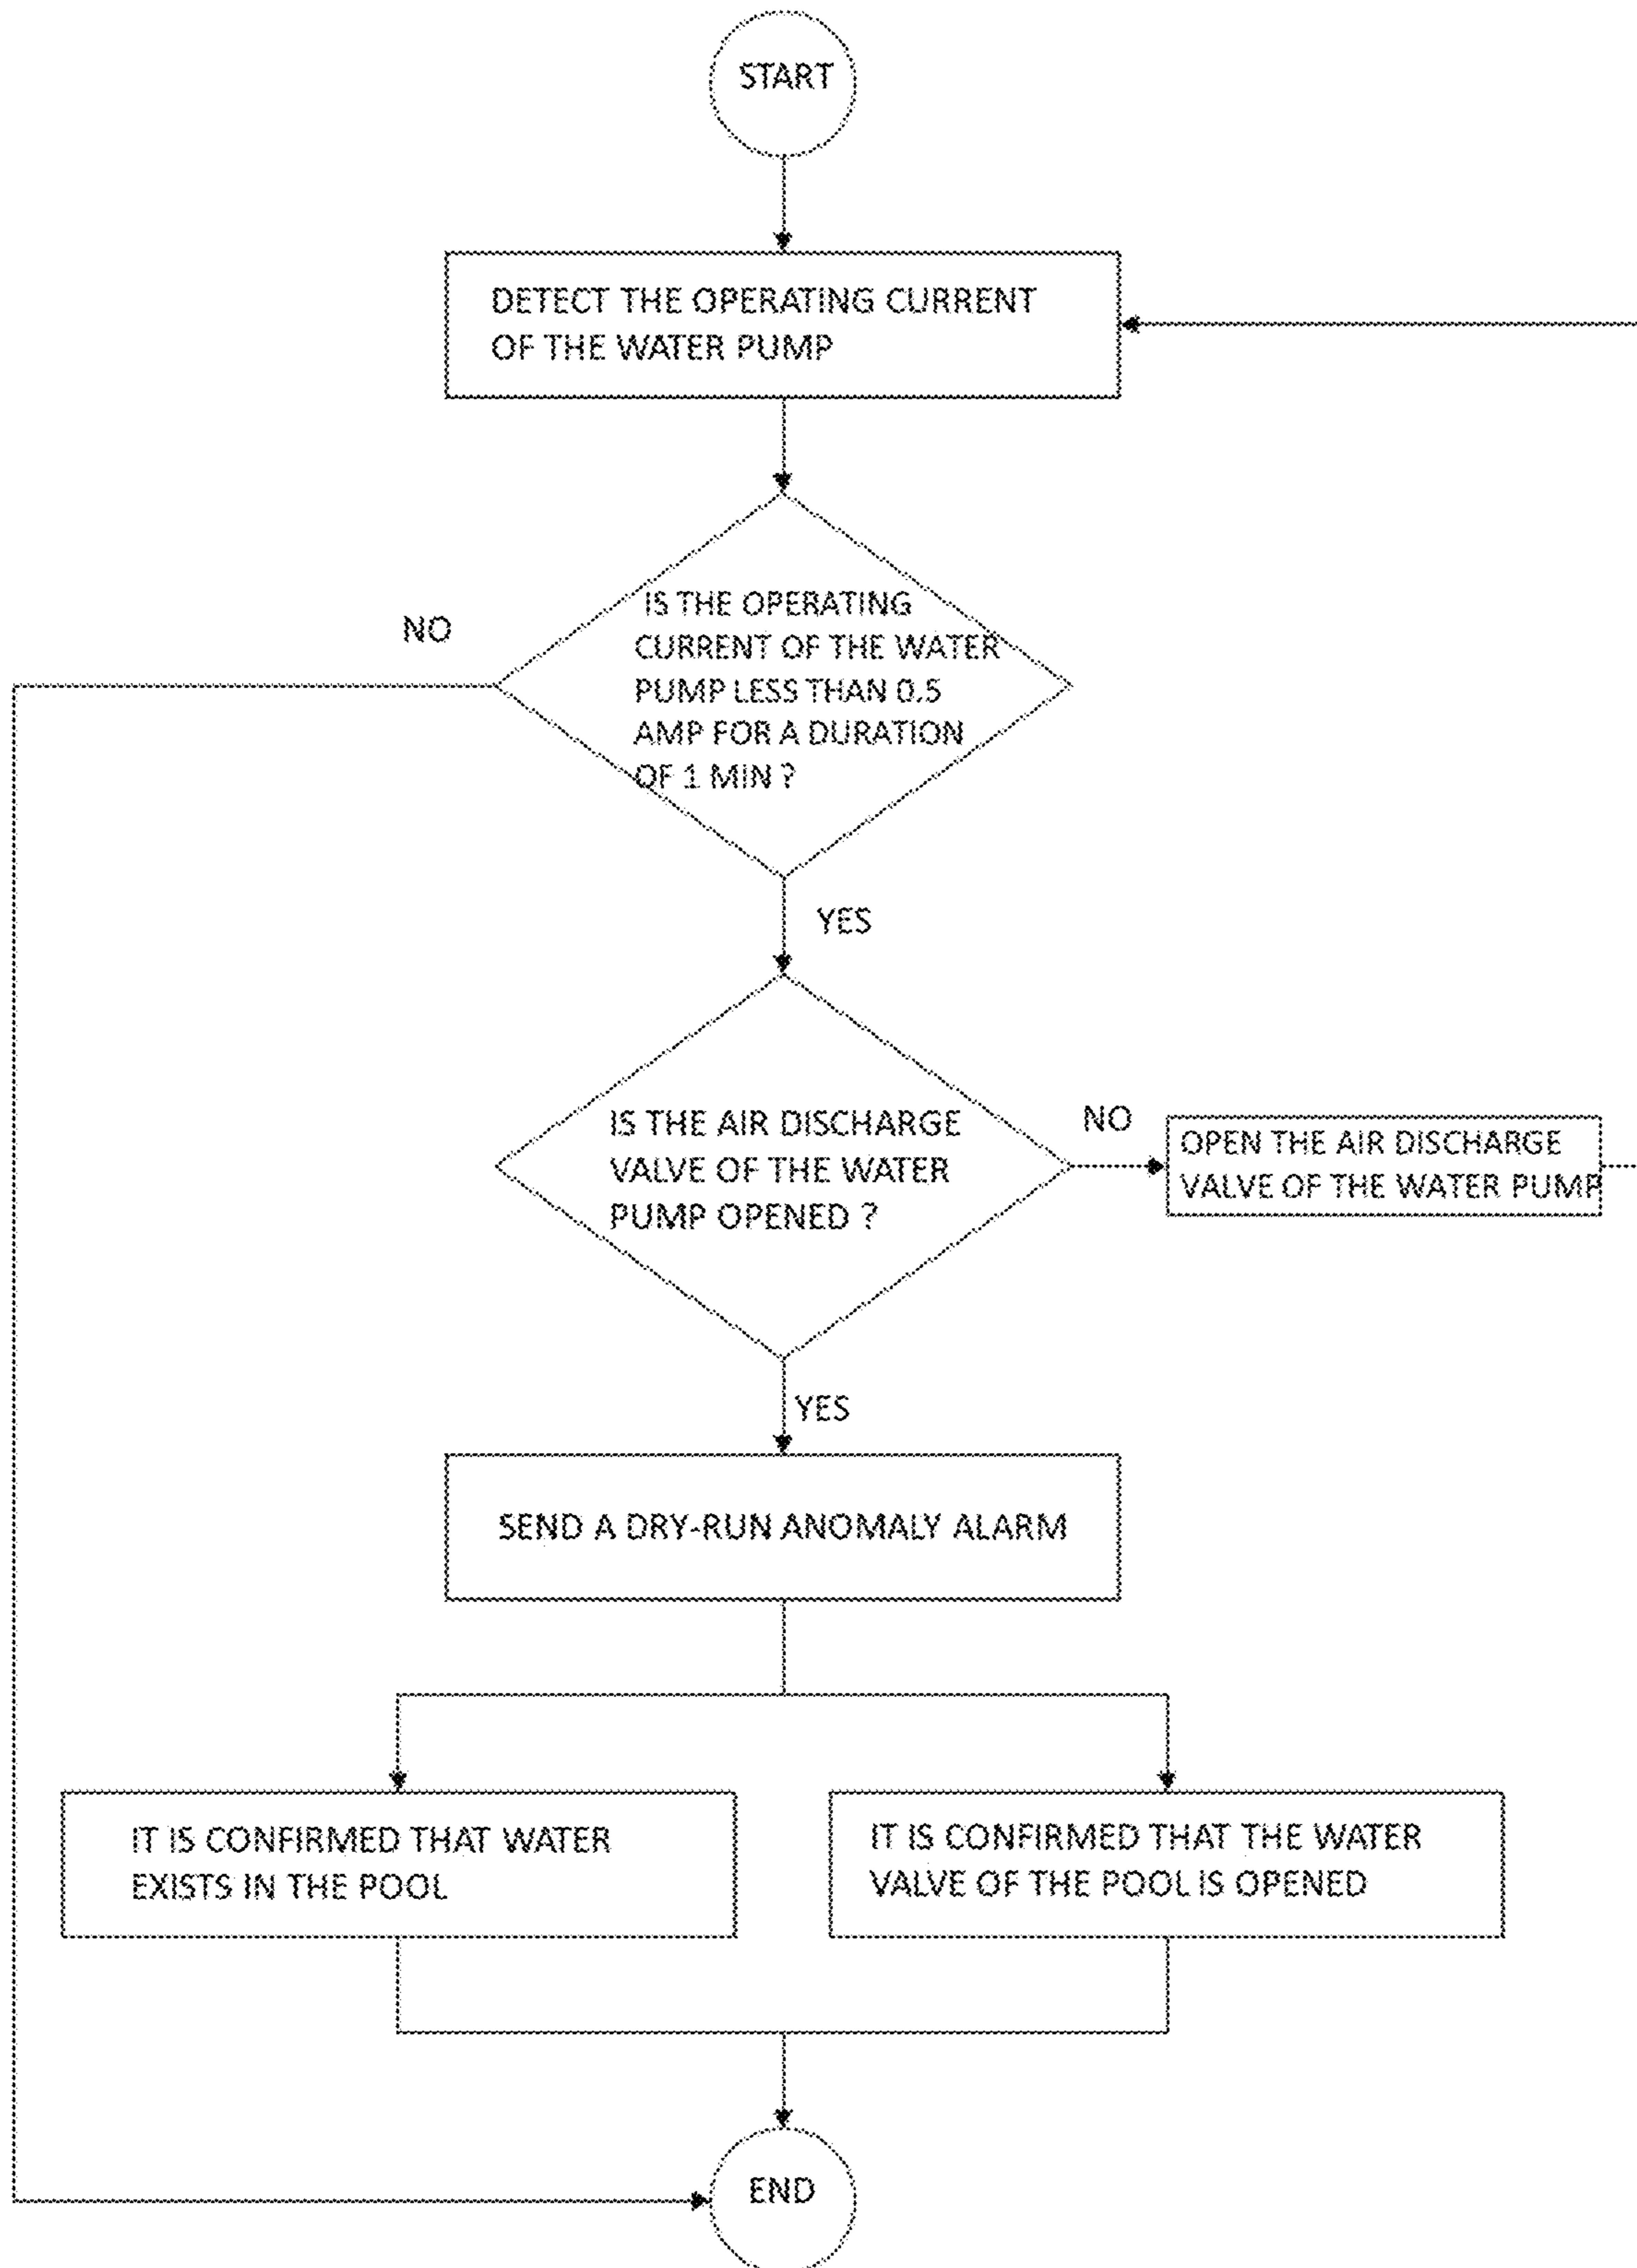 START
DETECT THE OPERATING CURRENT
OF THE WATER PUMP
IS THE OPERATING
CURRENT OF THE WATER
PUMP LESS THAN 0.5
AMP FOR A DURATION
OF 1 MIN ?
NO
YES
IS THE AIR DISCHARGE
VALVE OF THE WATER
PUMP OPENED ?
NO
OPEN THE AIR DISCHARGE
VALVE OF THE WATER PUMP
YES
SEND A DRY-RUN ANOMALY ALARM
IT IS CONFIRMED THAT WATER
EXISTS IN THE POOL
IT IS CONFIRMED THAT THE WATER
VALVE OF THE POOL IS OPENED
END